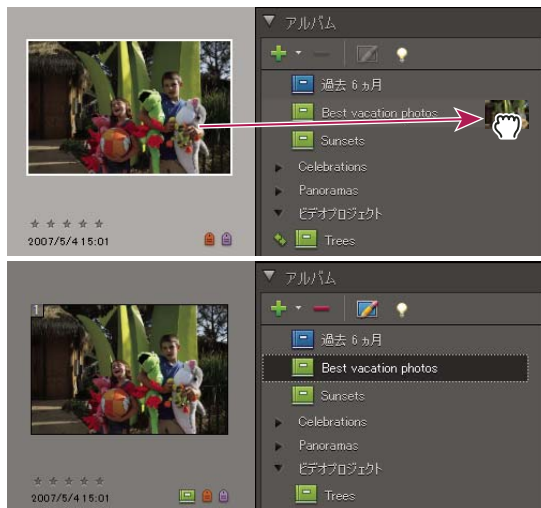 アルバム
過去 6 ヵ月
Best vacation photos
Sunsets
Celebrations
Panoramas
ビデオプロジェクト
Trees
2007/5/4 15:01
アルバム
1
過去 6 ヵ月
Best vacation photos
Sunsets
Celebrations
Panoramas
ビデオプロジェクト
Trees
2007/5/4 15:01